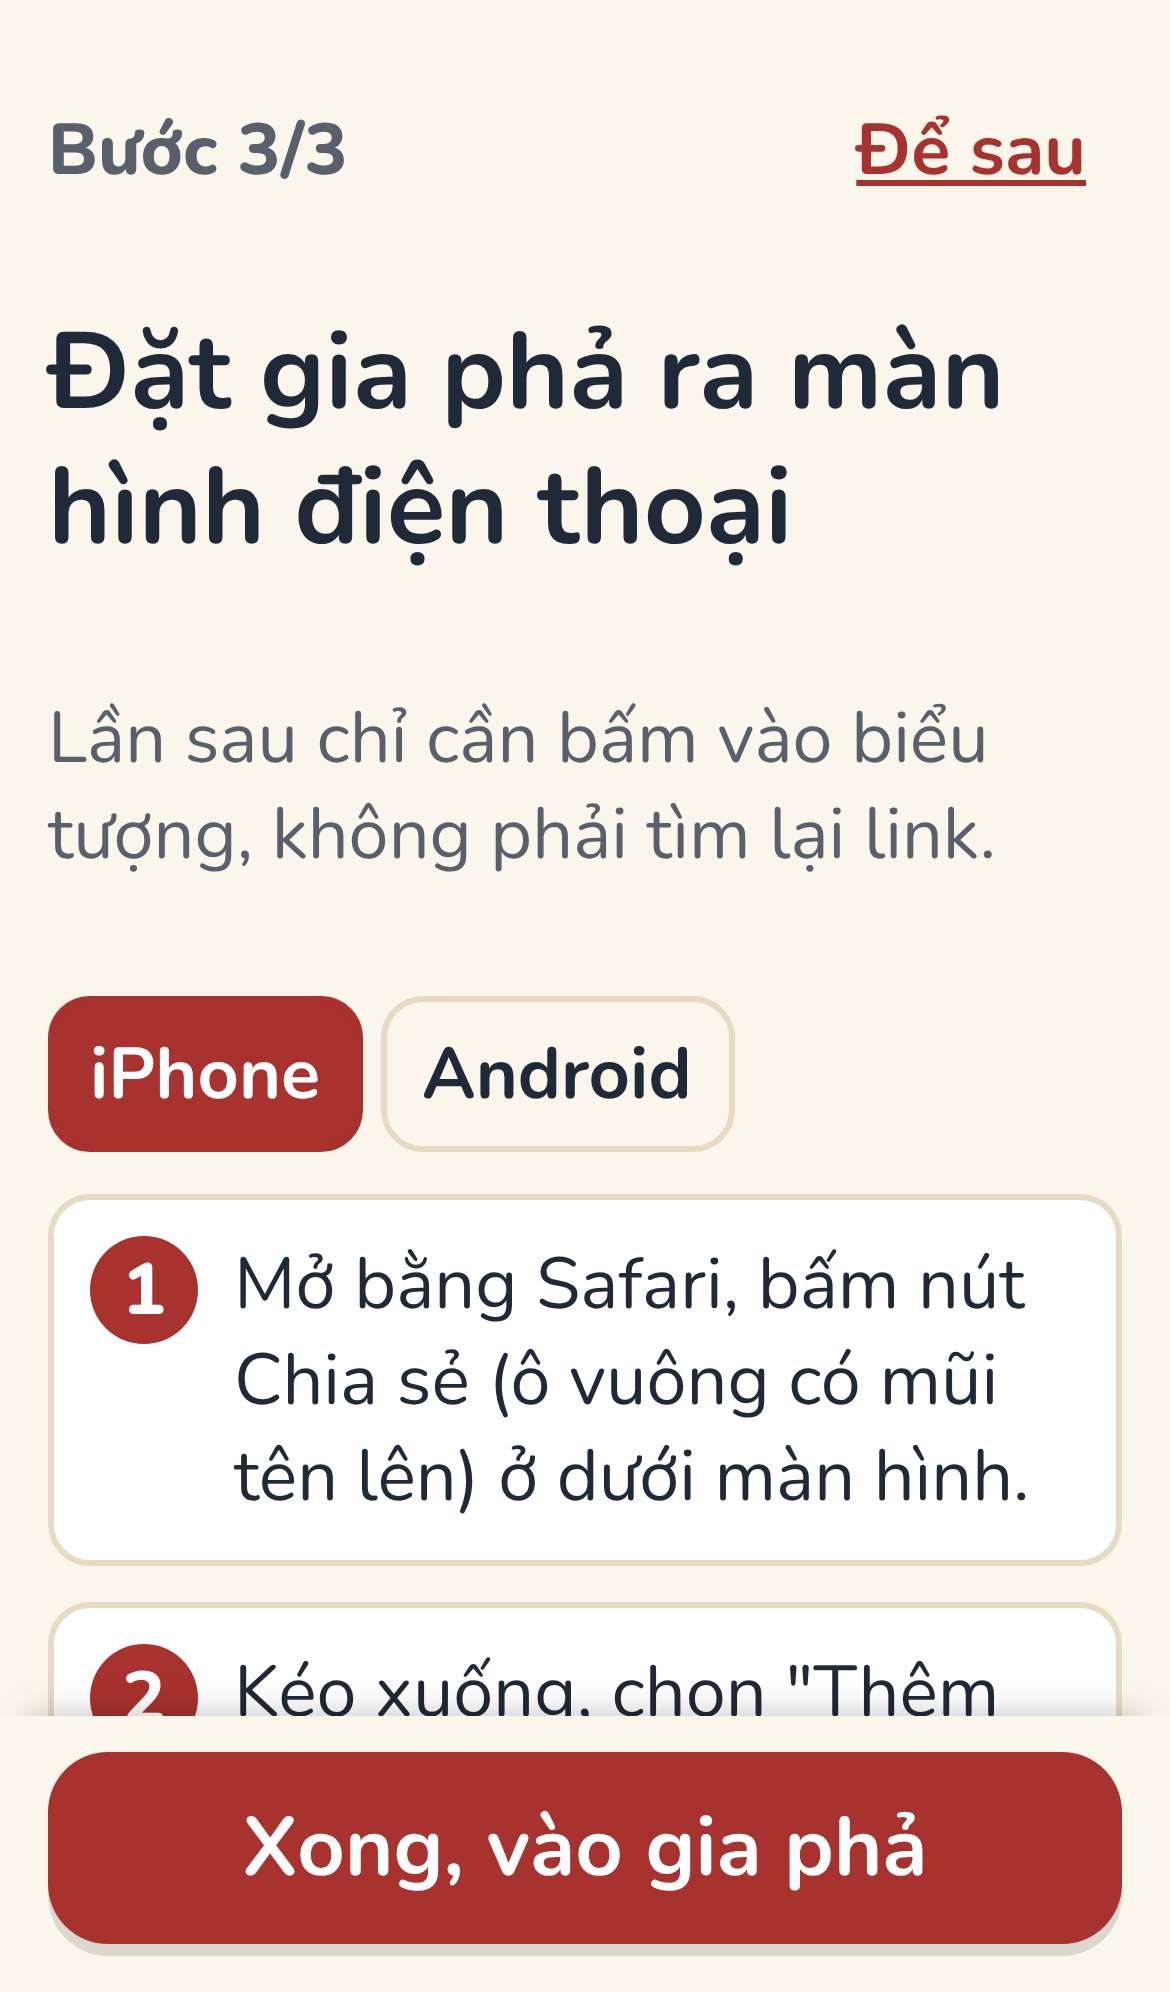 Bước 3/3
Để sau
Đặt gia phả ra màn
hình điện thoại
Lần sau chỉ cần bấm vào biểu
tượng, không phải tìm lại link.
iPhone
Android
1
Mở bằng Safari, bấm nút
Chia sẻ (ô vuông có mũi
tên lên) ở dưới màn hình.
2
Kéo xuống, chọn "Thêm
Xong, vào gia phả